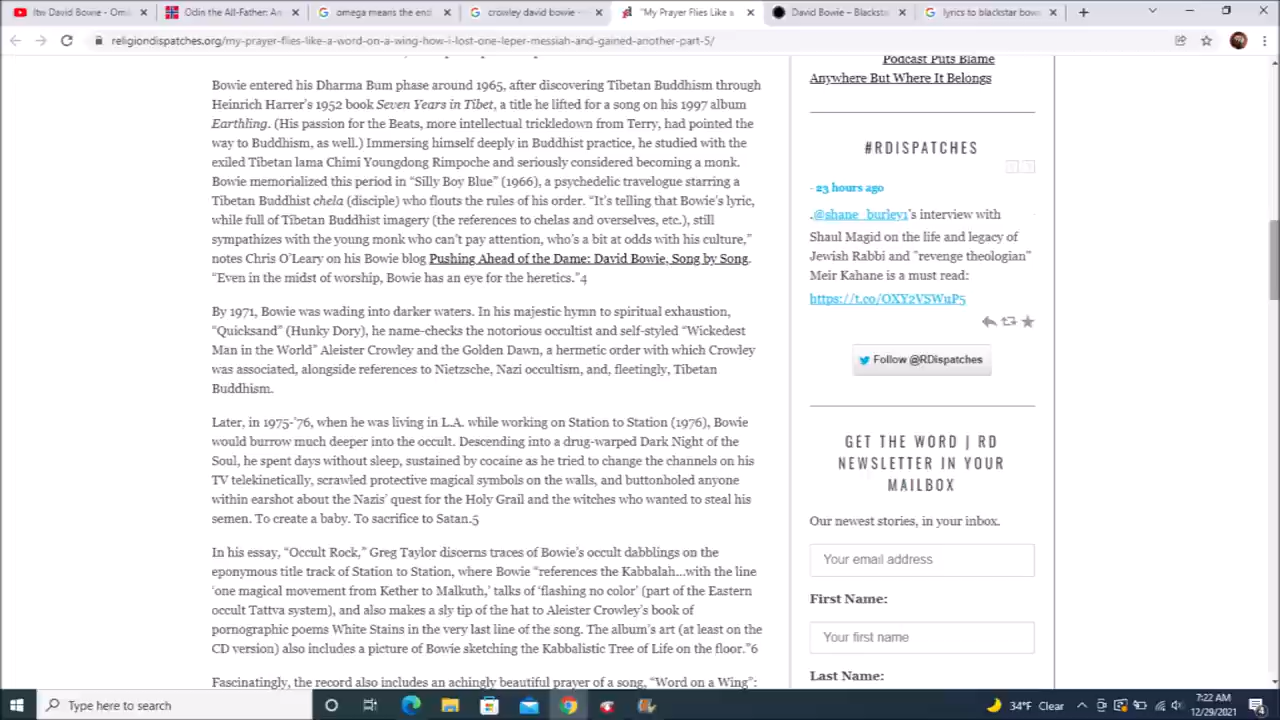 ltw David Bowie - Om
Odin the All-Father: An
omega means the end
crowley david bowie
"My Prayer Flies Like a
David Bowie – Blackstar
lyrics to blackstar bow
religiondispatches.org/my-prayer-flies-like-a-word-on-a-wing-how-i-lost-one-leper-messiah-and-gained-another-part-5/
Bowie entered his Dharma Bum phase around 1965, after discovering Tibetan Buddhism through
Heinrich Harrer's 1952 book Seven Years in Tibet, a title he lifted for a song on his 1997 album
Earthling. (His passion for the Beats, more intellectual trickledown from Terry, had pointed the
way to Buddhism, as well.) Immersing himself deeply in Buddhist practice, he studied with the
exiled Tibetan lama Chimi Youngdong Rimpoche and seriously considered becoming a monk.
Bowie memorialized this period in “Silly Boy Blue” (1966), a psychedelic travelogue starring a
Tibetan Buddhist chela (disciple) who flouts the rules of his order. “It's telling that Bowie's lyric,
while full of Tibetan Buddhist imagery (the references to chelas and overselves, etc.), still
sympathizes with the young monk who can't pay attention, who's a bit at odds with his culture,”
notes Chris O'Leary on his Bowie blog Pushing Ahead of the Dame: David Bowie, Song by Song.
“Even in the midst of worship, Bowie has an eye for the heretics.”4
By 1971, Bowie was wading into darker waters. In his majestic hymn to spiritual exhaustion,
“Quicksand” (Hunky Dory), he name-checks the notorious occultist and self-styled “Wickedest
Man in the World” Aleister Crowley and the Golden Dawn, a hermetic order with which Crowley
was associated, alongside references to Nietzsche, Nazi occultism, and, fleetingly, Tibetan
Buddhism.
Later, in 1975-'76, when he was living in L.A. while working on Station to Station (1976), Bowie
would burrow much deeper into the occult. Descending into a drug-warped Dark Night of the
Soul, he spent days without sleep, sustained by cocaine as he tried to change the channels on his
TV telekinetically, scrawled protective magical symbols on the walls, and buttonholed anyone
within earshot about the Nazis' quest for the Holy Grail and the witches who wanted to steal his
semen. To create a baby. To sacrifice to Satan.5
In his essay, “Occult Rock,” Greg Taylor discerns traces of Bowie's occult dabblings on the
eponymous title track of Station to Station, where Bowie “references the Kabbalah...with the line
‘one magical movement from Kether to Malkuth,’ talks of ‘flashing no color’ (part of the Eastern
occult Tattva system), and also makes a sly tip of the hat to Aleister Crowley's book of
pornographic poems White Stains in the very last line of the song. The album's art (at least on the
CD version) also includes a picture of Bowie sketching the Kabbalistic Tree of Life on the floor.”6
Fascinatingly, the record also includes an achingly beautiful prayer of a song, “Word on a Wing”:
Podcast Puts Blame
Anywhere But Where It Belongs
#RDISPATCHES
- 23 hours ago
.@shane_burley1's interview with
Shaul Magid on the life and legacy of
Jewish Rabbi and "revenge theologian"
Meir Kahane is a must read:
https://t.co/OXY2VSWuP5
Follow @RDispatches
GET THE WORD | RD
NEWSLETTER IN YOUR
MAILBOX
Our newest stories, in your inbox.
Your email address
First Name:
Your first name
Last Name:
Type here to search
34°F Clear
7:22 AM
12/29/2021
4